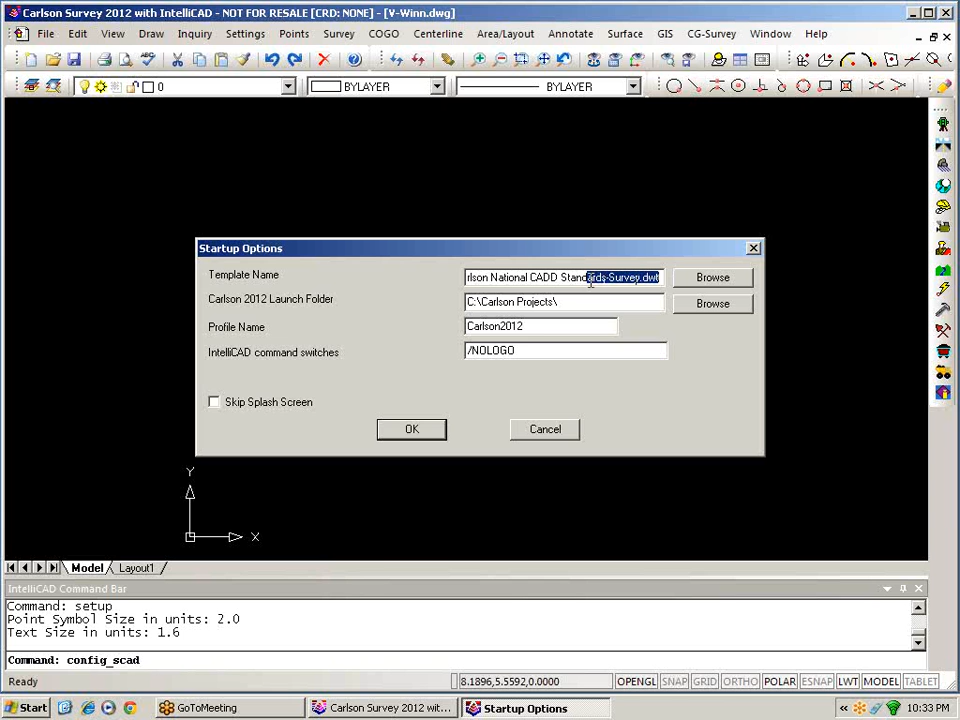 Carlson Survey 2012 with IntelliCAD - NOT FOR RESALE [CRD: NONE] - [V-Winn.dwg]
File Edit View Draw Inquiry Settings Points Survey COGO Centerline Area/Layout Annotate Surface GIS CG-Survey Window Help
0 BYLAYER BYLAYER
Startup Options
Template Name rlson National CADD Standards-Survey.dwt Browse
Carlson 2012 Launch Folder C:\Carlson Projects\ Browse
Profile Name Carlson2012
IntelliCAD command switches /NOLOGO
Skip Splash Screen
OK Cancel
Y
X
Model Layout1
IntelliCAD Command Bar
Command: setup
Point Symbol Size in units: 2.0
Text Size in units: 1.6
Command: config_scad
Ready 8.1896,5.5592,0.0000 OPENGL SNAP GRID ORTHO POLAR ESNAP LWT MODEL TABLET
Start GoToMeeting Carlson Survey 2012 wit... Startup Options 10:33 PM